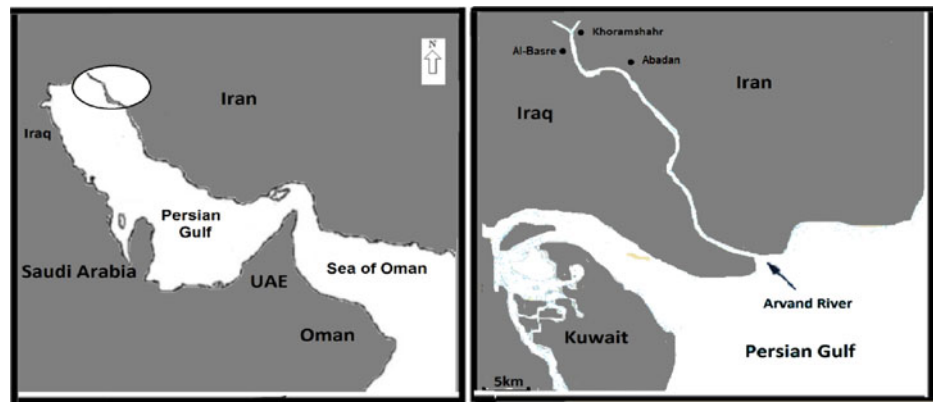 N
Iran
Iraq
Persian
Gulf
Saudi Arabia
UAE
Sea of Oman
Oman
Khoramshahr
Al-Basre
Abadan
Iran
Iraq
Arvand River
Kuwait
Persian Gulf
5km